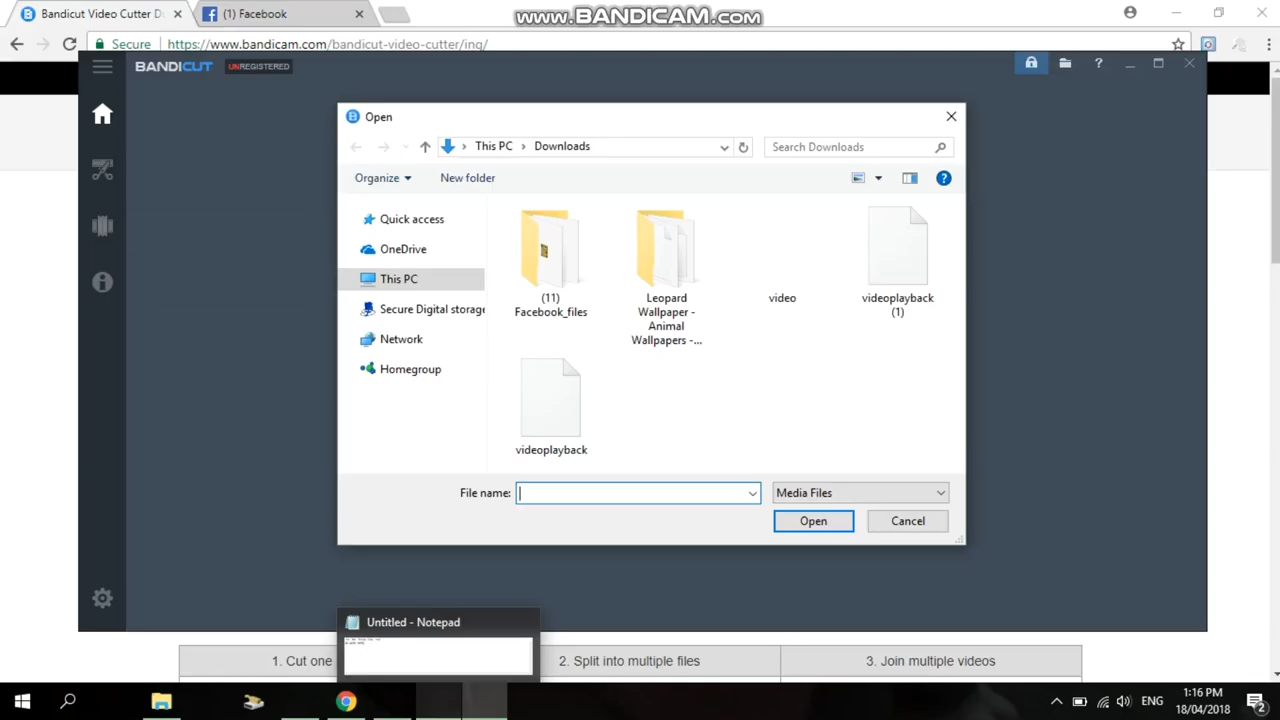 Bandicut Video Cutter D
(1) Facebook
www.BANDICAM.com
Secure
https://www.bandicam.com/bandicut-video-cutter/inq/
BANDICUT
UNREGISTERED
Open
This PC
Downloads
Search Downloads
Organize
New folder
Quick access
OneDrive
This PC
Secure Digital storage
Network
Homegroup
(11)
Facebook_files
Leopard
Wallpaper -
Animal
Wallpapers -...
video
videoplayback
(1)
videoplayback
File name:
Media Files
Open
Cancel
Untitled - Notepad
1. Cut one
2. Split into multiple files
3. Join multiple videos
ENG
1:16 PM
18/04/2018
2